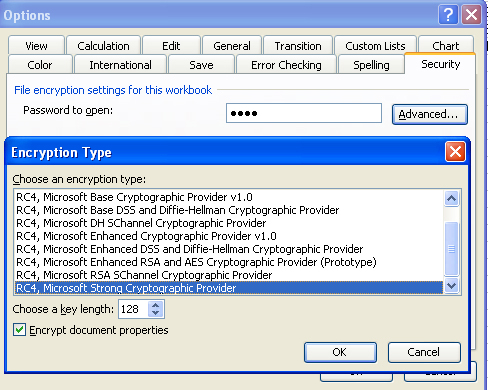 Options
View Calculation Edit General Transition Custom Lists Chart
Color International Save Error Checking Spelling Security
File encryption settings for this workbook
Password to open: •••• Advanced...
Encryption Type
Choose an encryption type:
RC4, Microsoft Base Cryptographic Provider v1.0
RC4, Microsoft Base DSS and Diffie-Hellman Cryptographic Provider
RC4, Microsoft DH SChannel Cryptographic Provider
RC4, Microsoft Enhanced Cryptographic Provider v1.0
RC4, Microsoft Enhanced DSS and Diffie-Hellman Cryptographic Provider
RC4, Microsoft Enhanced RSA and AES Cryptographic Provider (Prototype)
RC4, Microsoft RSA SChannel Cryptographic Provider
RC4, Microsoft Strong Cryptographic Provider
Choose a key length: 128
Encrypt document properties
OK Cancel